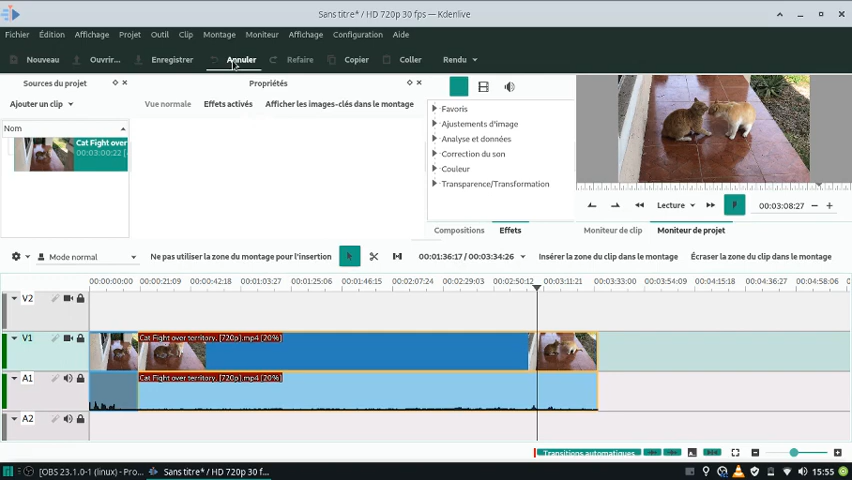 Sans titre* / HD 720p 30 fps — Kdenlive
Fichier Édition Affichage Projet Outil Clip Montage Moniteur Affichage Configuration Aide
Nouveau Ouvrir... Enregistrer Annuler Refaire Copier Coller Rendu
Sources du projet Propriétés
Ajouter un clip Vue normale Effets activés Afficher les images-clés dans le montage
Nom
Cat Fight over
00:03:00:22
Favoris
Ajustements d'image
Analyse et données
Correction du son
Couleur
Transparence/Transformation
Lecture 00:03:08:27
Compositions Effets Moniteur de clip Moniteur de projet
Mode normal Ne pas utiliser la zone du montage pour l'insertion 00:01:36:17 / 00:03:34:26 Insérer la zone du clip dans le montage Écraser la zone du clip dans le montage
00:00:00:00 00:00:21:09 00:00:42:18 00:01:03:27 00:01:25:06 00:01:46:15 00:02:07:24 00:02:29:03 00:02:50:12 00:03:11:21 00:03:33:00 00:03:54:09 00:04:15:18 00:04:36:27 00:04:58:06
V2
V1 Cat Fight over territory. [720p].mp4 [20%]
A1 Cat Fight over territory. [720p].mp4 [20%]
A2
Transitions automatiques
[OBS 23.1.0-1 (linux) - Pro... Sans titre* / HD 720p 30 f... 15:55